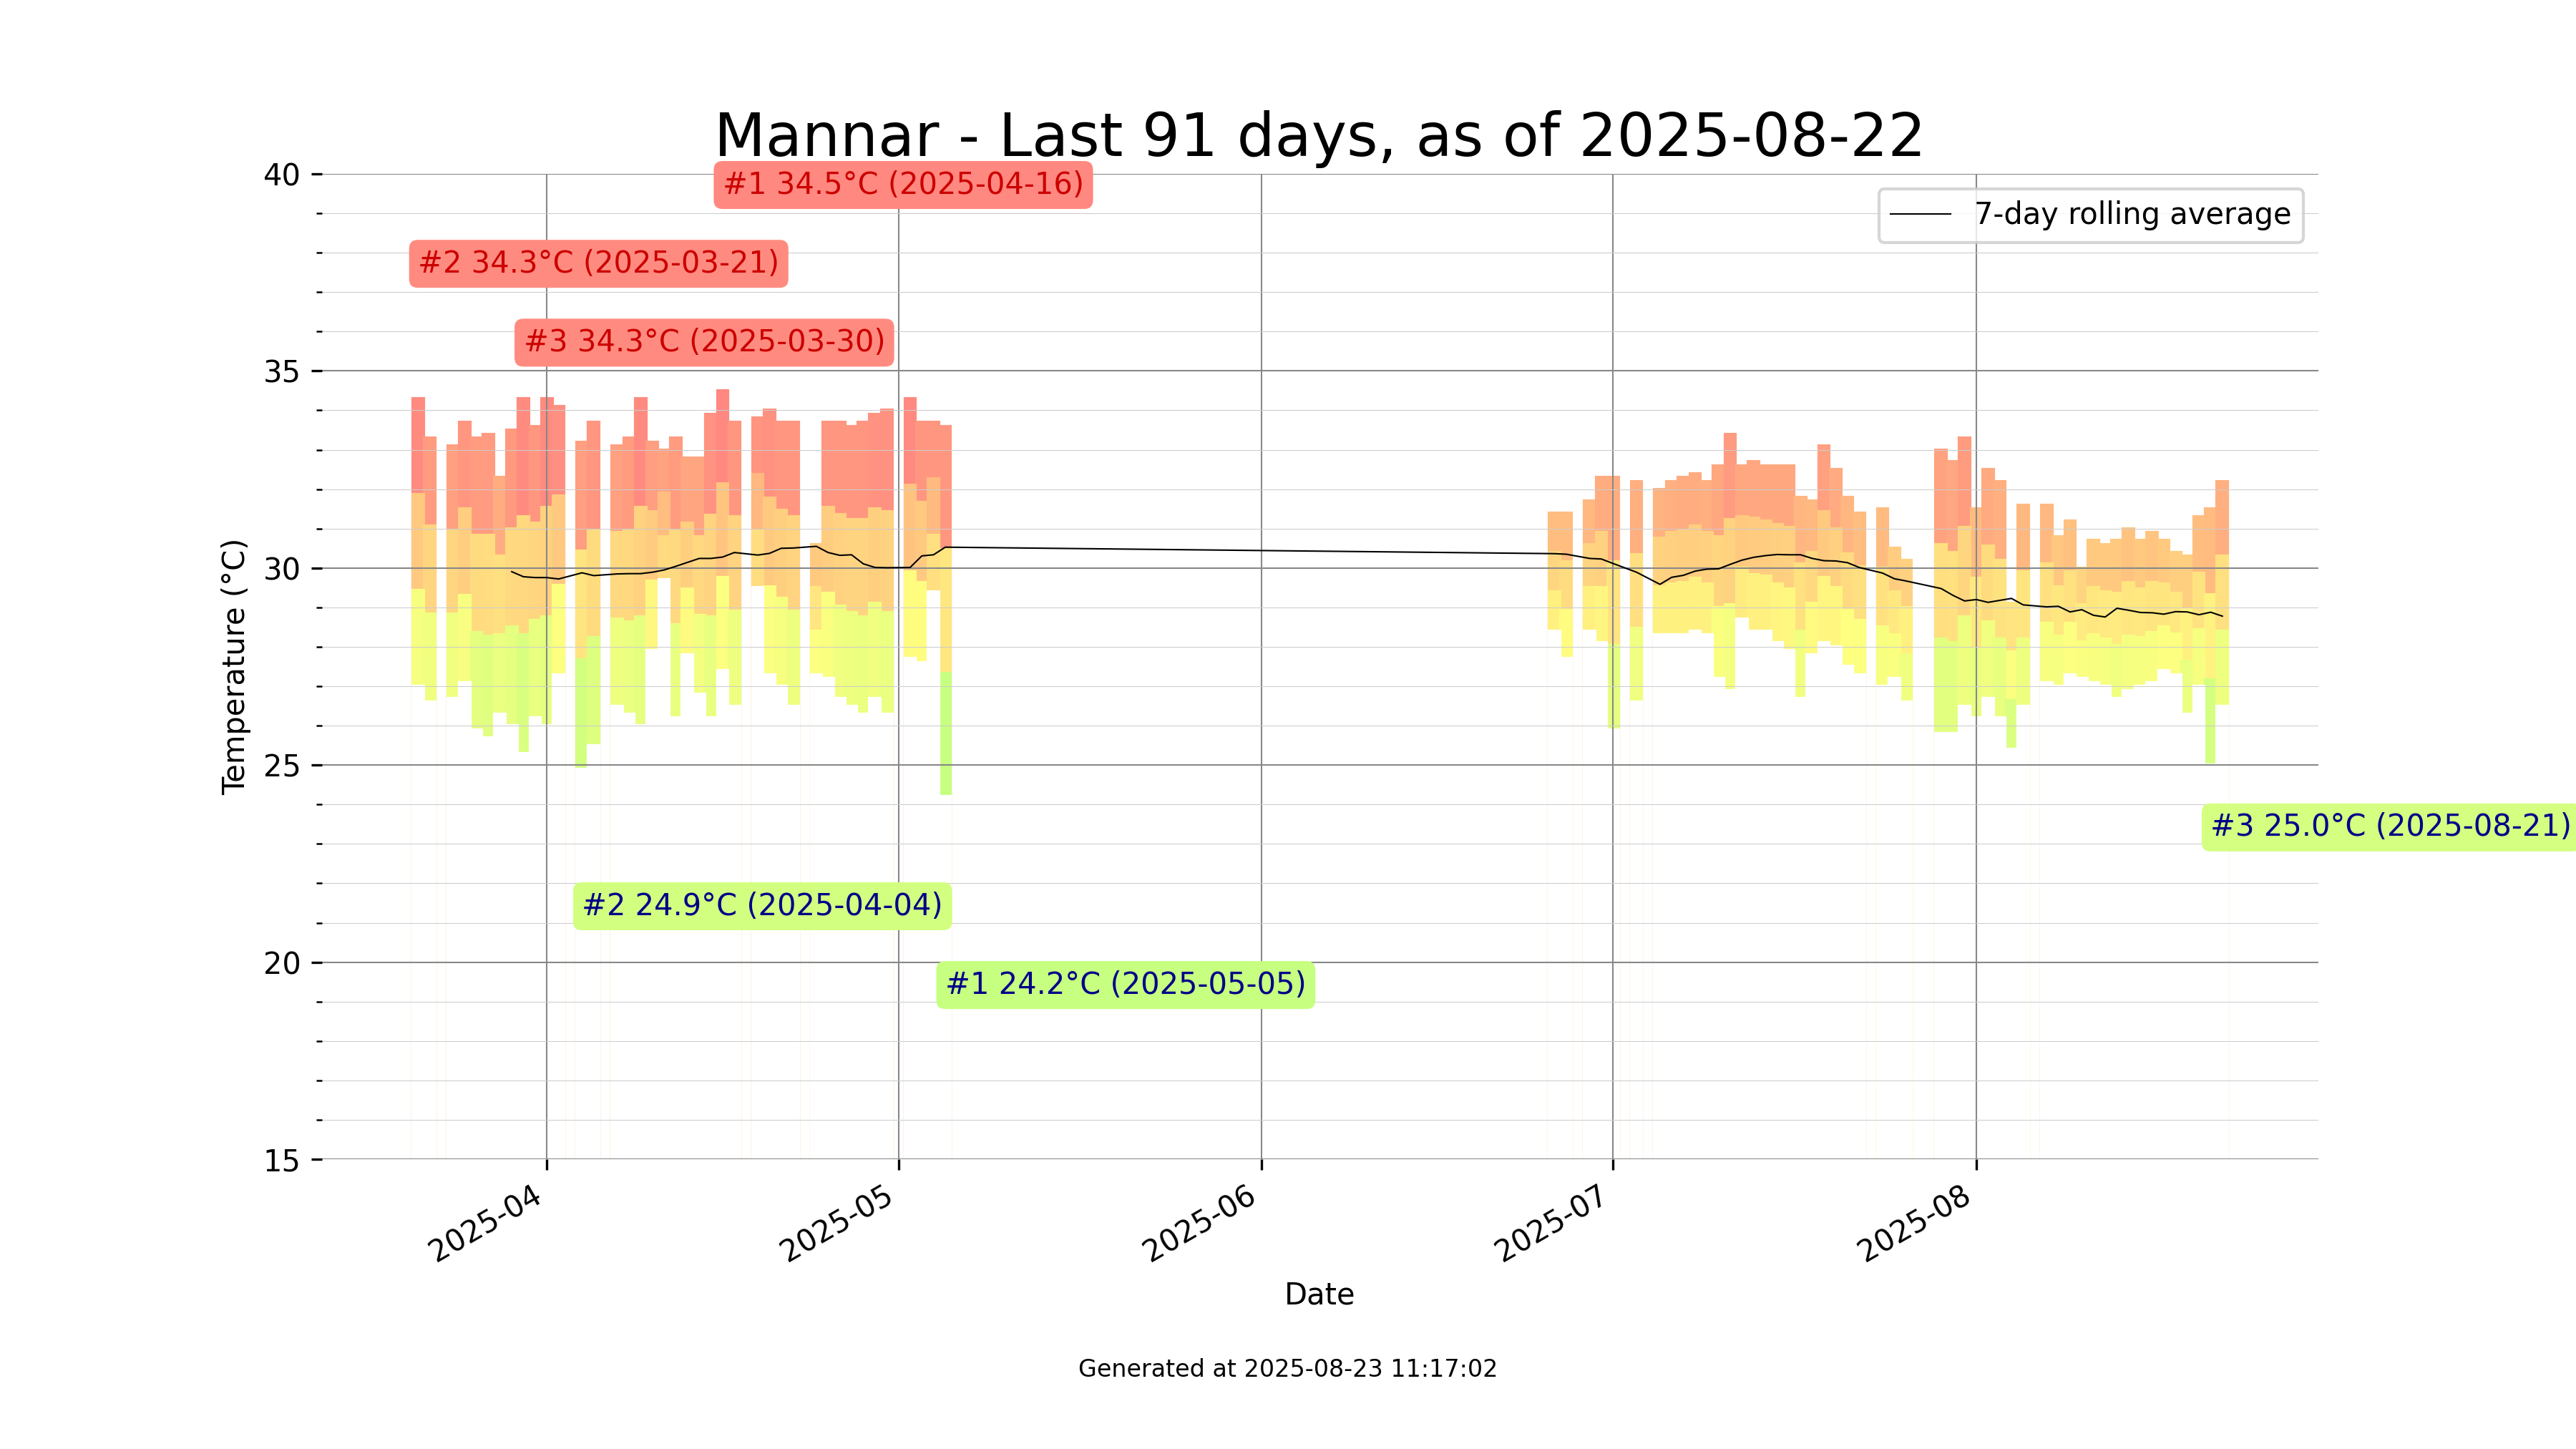 Mannar - Last 91 days, as of 2025-08-22
40
#1 34.5°C (2025-04-16)
7-day rolling average
#2 34.3°C (2025-03-21)
#3 34.3°C (2025-03-30)
35
30
Temperature (°C)
25
#3 25.0°C (2025-08-21)
#2 24.9°C (2025-04-04)
20
#1 24.2°C (2025-05-05)
15
2025-04
2025-05
2025-06
2025-07
2025-08
Date
Generated at 2025-08-23 11:17:02